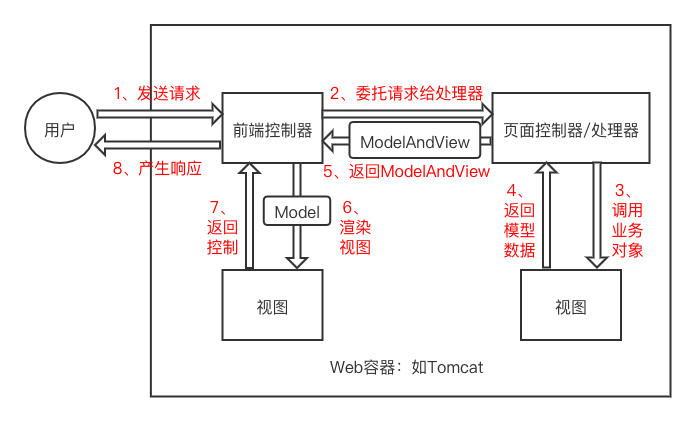 1、发送请求
2、委托请求给处理器
用户
前端控制器
ModelAndView
页面控制器/处理器
8、产生响应
5、返回ModelAndView
7、
返回
控制
Model
6、
渲染
视图
4、
返回
模型
数据
3、
调用
业务
对象
视图
视图
Web容器：如Tomcat